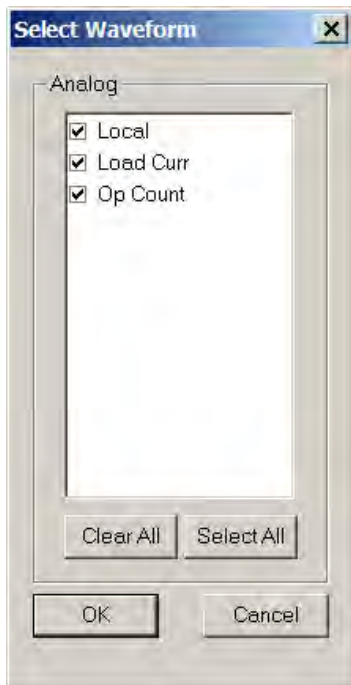 Select Waveform
Analog
Local
Load Curr
Op Count
Clear All Select All
OK Cancel